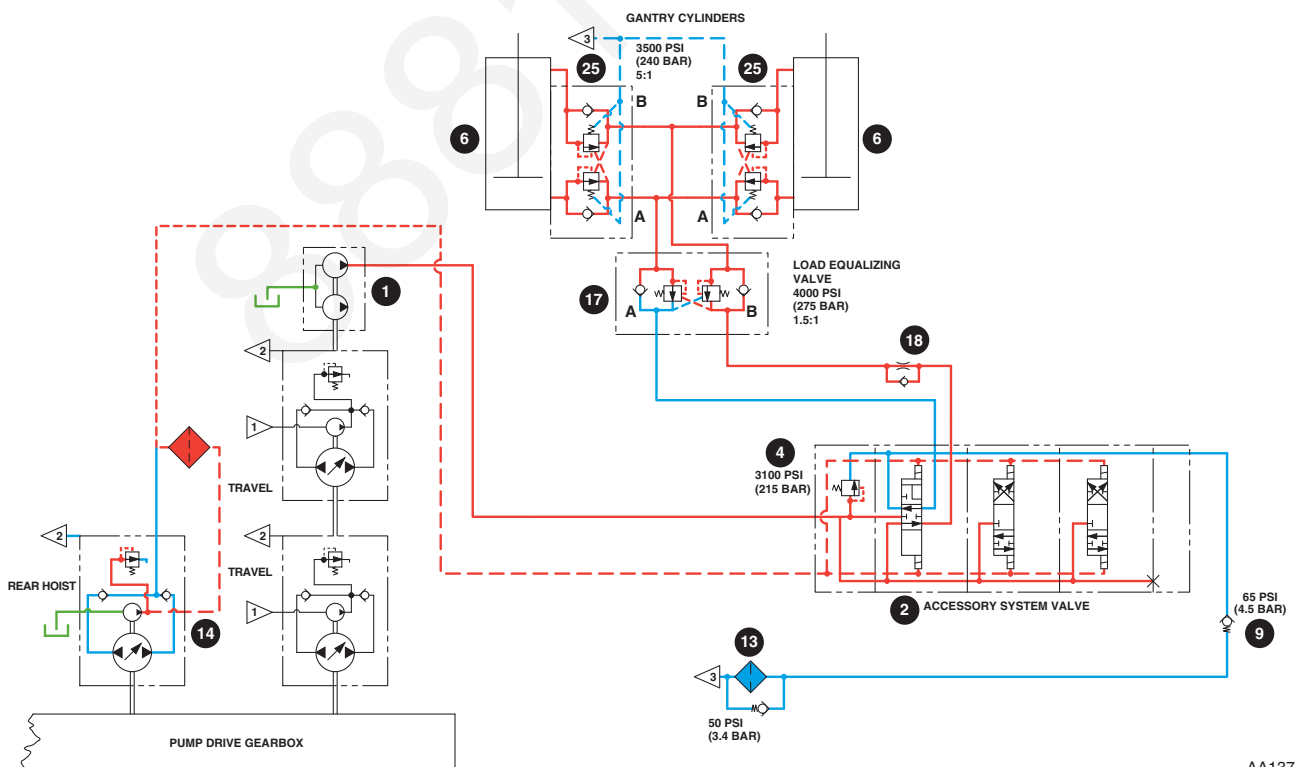 GANTRY CYLINDERS
3
3500 PSI
(240 BAR)
5:1
25
25
B
B
6
6
A
A
1
LOAD EQUALIZING
VALVE
4000 PSI
(275 BAR)
1.5:1
17
A
B
2
18
4
3100 PSI
(215 BAR)
1
TRAVEL
2
2
REAR HOIST
TRAVEL
1
14
2
ACCESSORY SYSTEM VALVE
65 PSI
(4.5 BAR)
9
13
3
50 PSI
(3.4 BAR)
PUMP DRIVE GEARBOX